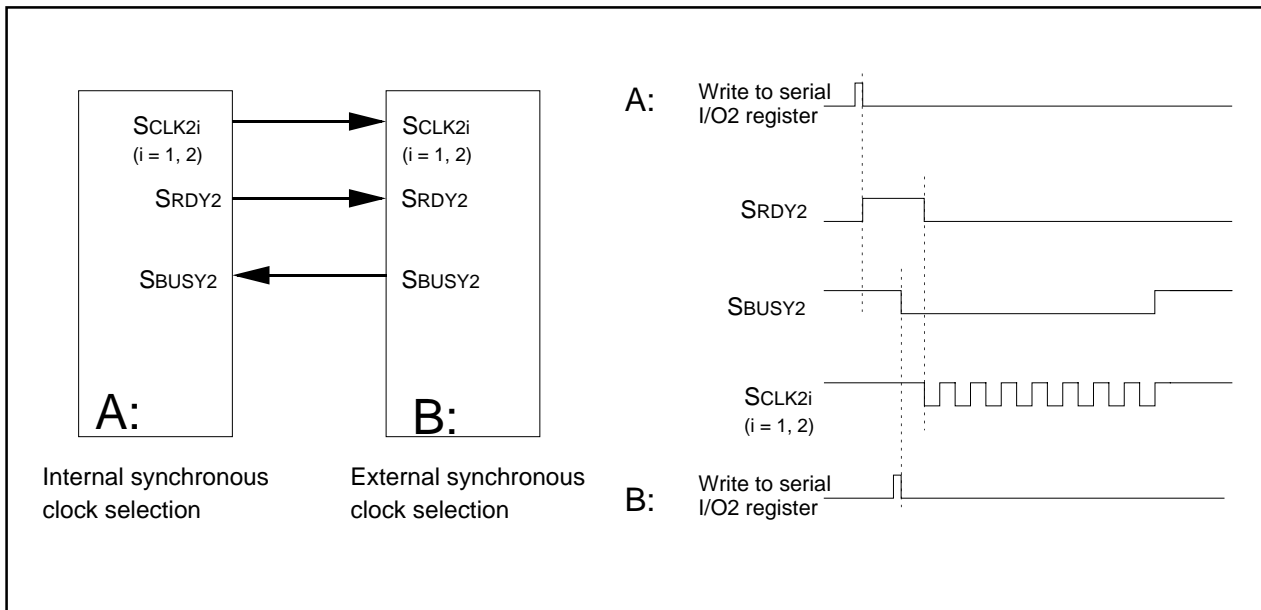 SCLK2i
(i = 1, 2)
SRDY2
SBUSY2
A:
SCLK2i
(i = 1, 2)
SRDY2
SBUSY2
B:
Internal synchronous
clock selection
External synchronous
clock selection
A:
Write to serial
I/O2 register
SRDY2
SBUSY2
SCLK2i
(i = 1, 2)
B:
Write to serial
I/O2 register